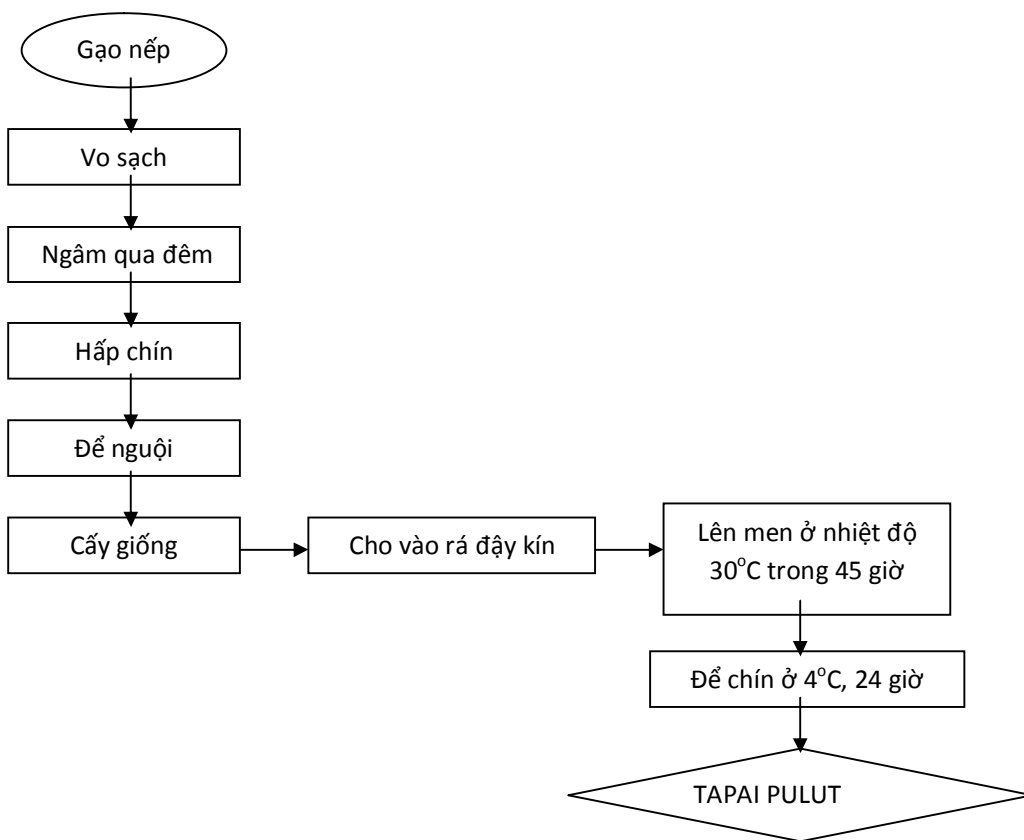 Gạo nếp
Vo sạch
Ngâm qua đêm
Hấp chín
Để nguội
Cấy giống
Cho vào rá đậy kín
Lên men ở nhiệt độ
30°C trong 45 giờ
Để chín ở 4°C, 24 giờ
TAPAI PULUT